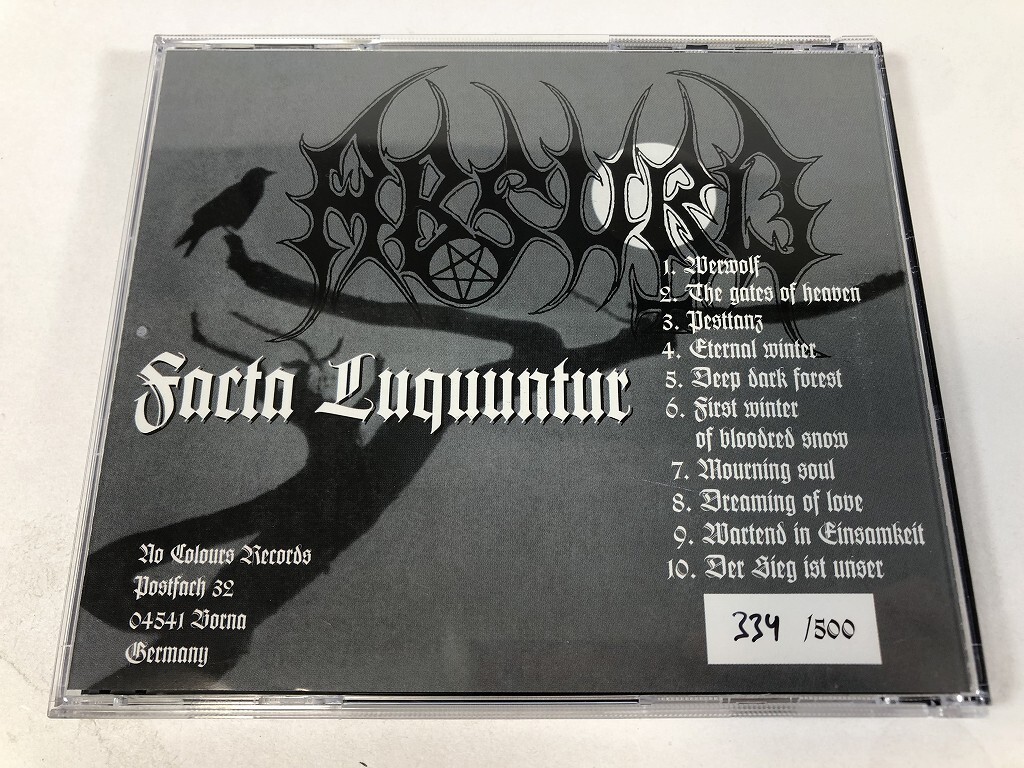 ABSURD
Facta Luquuntur
1. Werwolf
2. The gates of heaven
3. Pesttanz
4. Eternal winter
5. Deep dark forest
6. First winter
of bloodred snow
7. Mourning soul
8. Dreaming of love
9. Wartend in Einsamkeit
10. Der Sieg ist unser
No Colours Records
Postfach 32
04541 Borna
Germany
334 /500